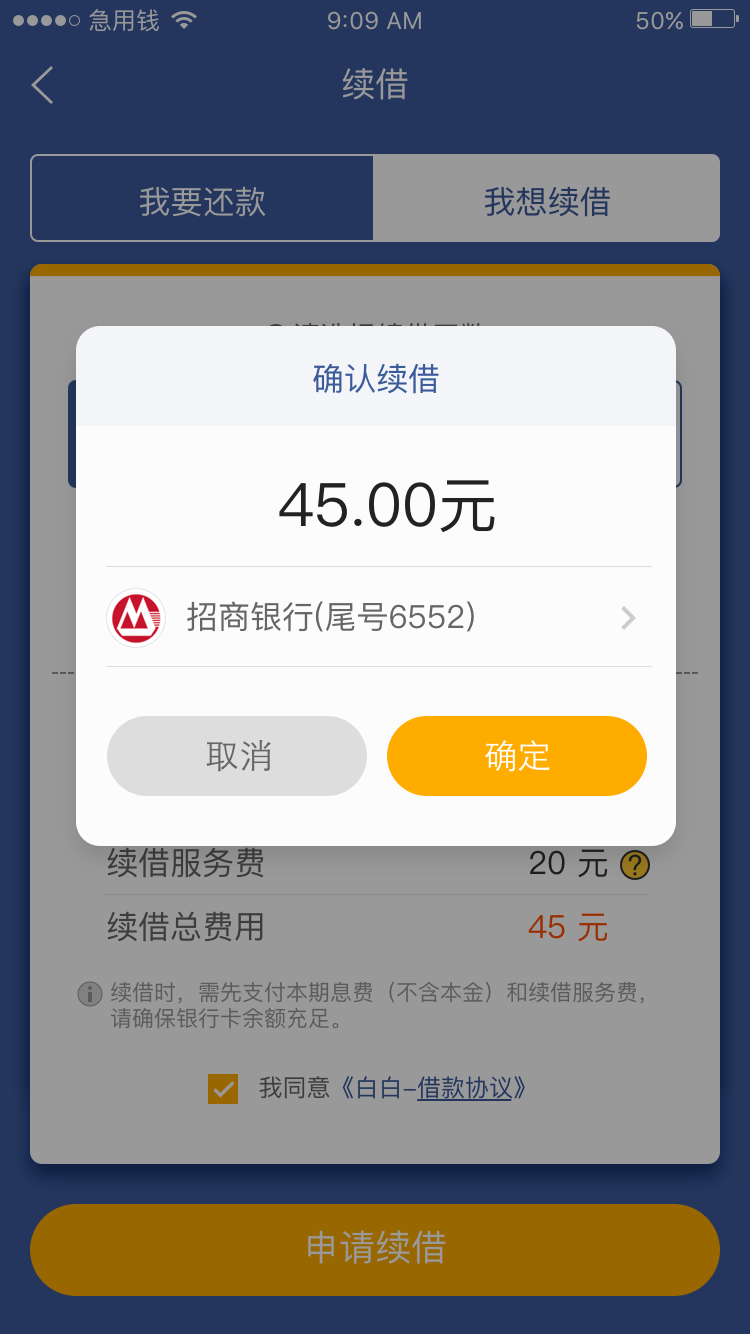 急用钱
9:09 AM
50%
续借
我要还款
我想续借
确认续借
45.00元
招商银行(尾号6552)
取消
确定
续借服务费
20 元
?
续借总费用
45 元
续借时，需先支付本期息费（不含本金）和续借服务费，
请确保银行卡余额充足。
我同意《白白–借款协议》
申请续借